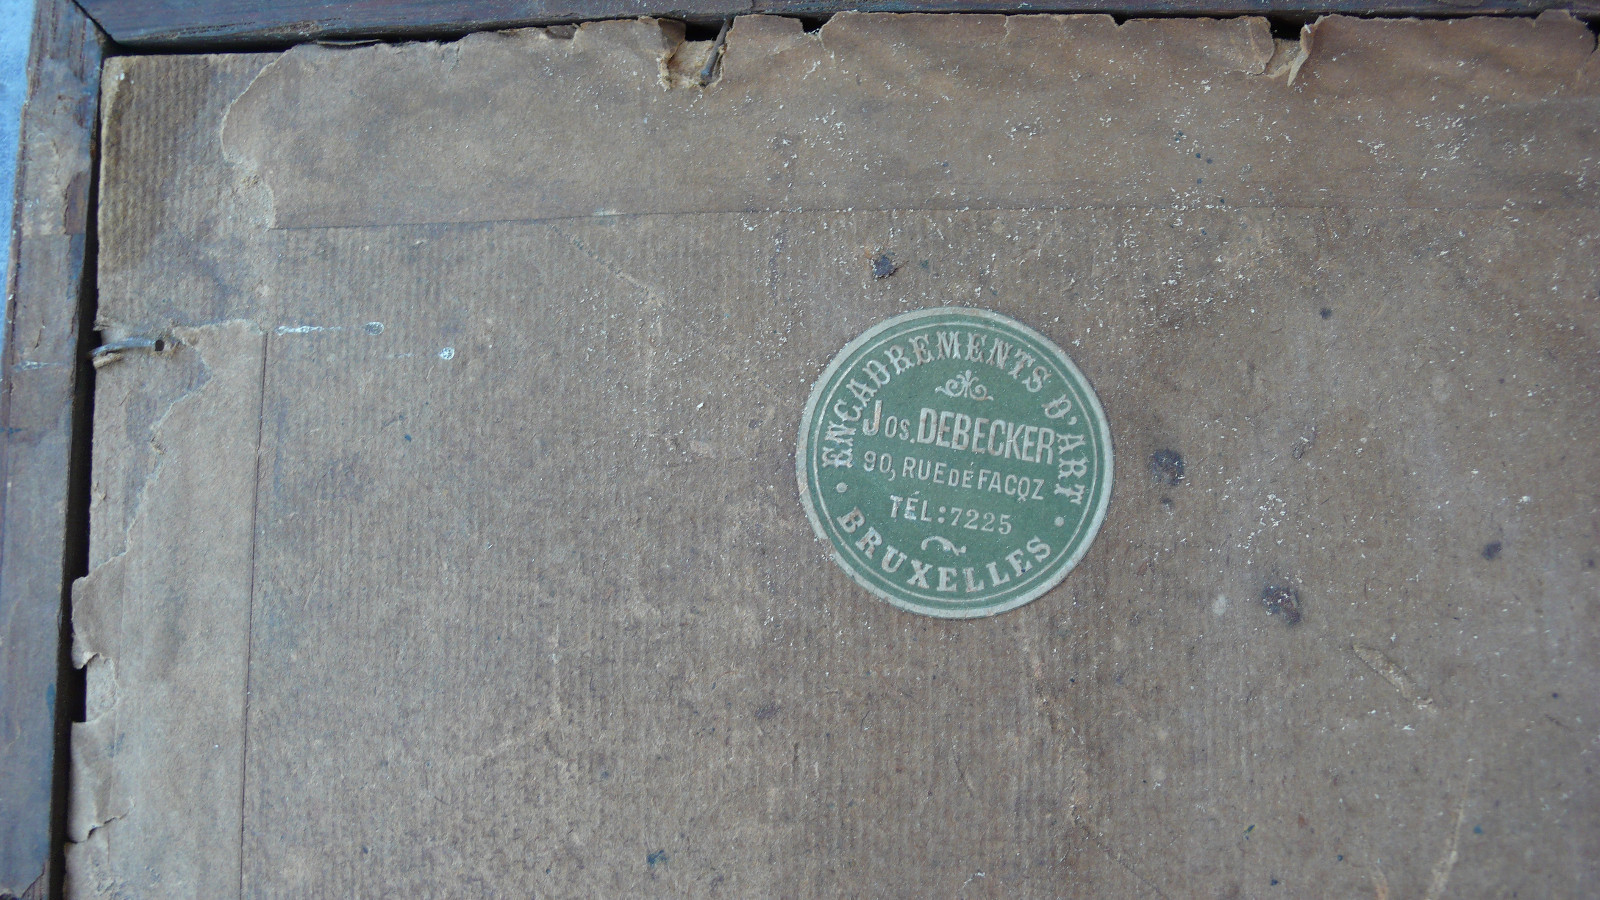 ENCADREMENTS D'ART
Jos. DEBECKER
90, RUE DE FACQZ
TÉL: 7225
BRUXELLES